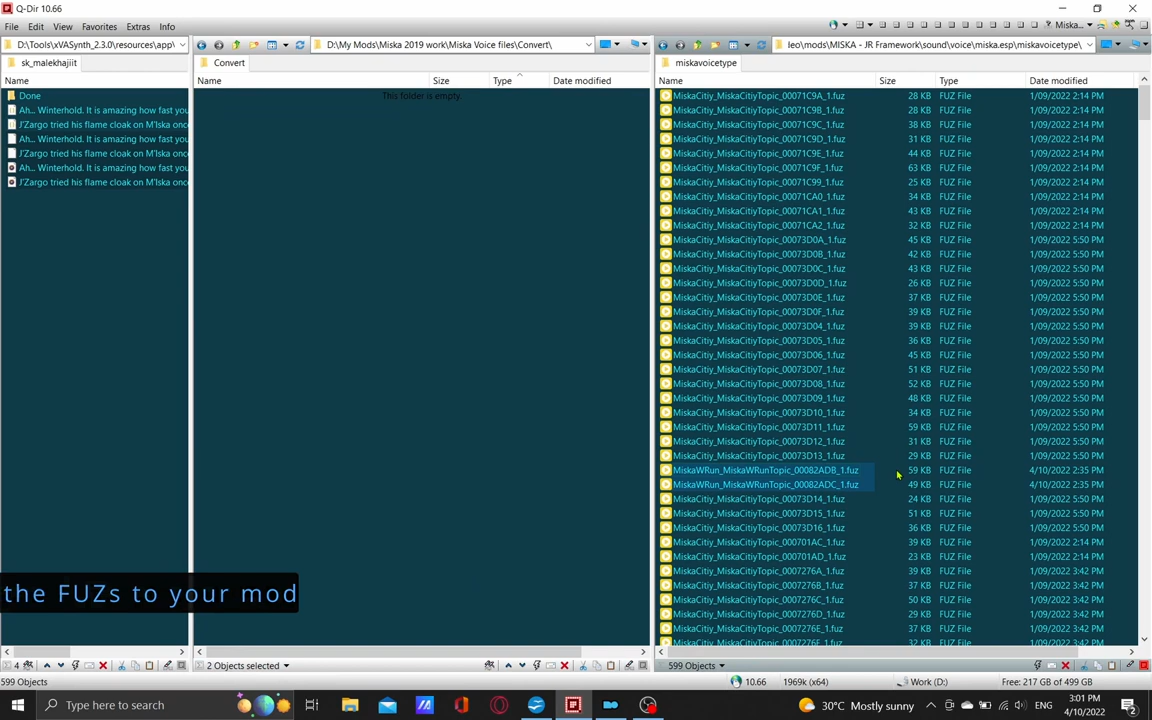 Q-Dir 10.66
File Edit View Favorites Extras Info
Miska...
D:\Tools\xVASynth_2.3.0\resources\app\
D:\My Mods\Miska 2019 work\Miska Voice files\Convert\
leo\mods\MISKA - JR Framework\sound\voice\miska.esp\miskavoicetype\
sk_malekhajiit
Convert
miskavoicetype
Name
Name Size Type Date modified
Name Size Type Date modified
Done
Ah... Winterhold. It is amazing how fast you
J'Zargo tried his flame cloak on M'Iska onc
Ah... Winterhold. It is amazing how fast you
J'Zargo tried his flame cloak on M'Iska onc
Ah... Winterhold. It is amazing how fast you
J'Zargo tried his flame cloak on M'Iska onc
This folder is empty.
MiskaCitiy_MiskaCitiyTopic_00071C9A_1.fuz 28 KB FUZ File 1/09/2022 2:14 PM
MiskaCitiy_MiskaCitiyTopic_00071C9B_1.fuz 28 KB FUZ File 1/09/2022 2:14 PM
MiskaCitiy_MiskaCitiyTopic_00071C9C_1.fuz 38 KB FUZ File 1/09/2022 2:14 PM
MiskaCitiy_MiskaCitiyTopic_00071C9D_1.fuz 31 KB FUZ File 1/09/2022 2:14 PM
MiskaCitiy_MiskaCitiyTopic_00071C9E_1.fuz 44 KB FUZ File 1/09/2022 2:14 PM
MiskaCitiy_MiskaCitiyTopic_00071C9F_1.fuz 63 KB FUZ File 1/09/2022 2:14 PM
MiskaCitiy_MiskaCitiyTopic_00071C99_1.fuz 25 KB FUZ File 1/09/2022 2:14 PM
MiskaCitiy_MiskaCitiyTopic_00071CA0_1.fuz 34 KB FUZ File 1/09/2022 2:14 PM
MiskaCitiy_MiskaCitiyTopic_00071CA1_1.fuz 43 KB FUZ File 1/09/2022 2:14 PM
MiskaCitiy_MiskaCitiyTopic_00071CA2_1.fuz 32 KB FUZ File 1/09/2022 2:14 PM
MiskaCitiy_MiskaCitiyTopic_00073D0A_1.fuz 45 KB FUZ File 1/09/2022 5:50 PM
MiskaCitiy_MiskaCitiyTopic_00073D0B_1.fuz 42 KB FUZ File 1/09/2022 5:50 PM
MiskaCitiy_MiskaCitiyTopic_00073D0C_1.fuz 43 KB FUZ File 1/09/2022 5:50 PM
MiskaCitiy_MiskaCitiyTopic_00073D0D_1.fuz 26 KB FUZ File 1/09/2022 5:50 PM
MiskaCitiy_MiskaCitiyTopic_00073D0E_1.fuz 37 KB FUZ File 1/09/2022 5:50 PM
MiskaCitiy_MiskaCitiyTopic_00073D0F_1.fuz 39 KB FUZ File 1/09/2022 5:50 PM
MiskaCitiy_MiskaCitiyTopic_00073D04_1.fuz 39 KB FUZ File 1/09/2022 5:50 PM
MiskaCitiy_MiskaCitiyTopic_00073D05_1.fuz 36 KB FUZ File 1/09/2022 5:50 PM
MiskaCitiy_MiskaCitiyTopic_00073D06_1.fuz 45 KB FUZ File 1/09/2022 5:50 PM
MiskaCitiy_MiskaCitiyTopic_00073D07_1.fuz 51 KB FUZ File 1/09/2022 5:50 PM
MiskaCitiy_MiskaCitiyTopic_00073D08_1.fuz 52 KB FUZ File 1/09/2022 5:50 PM
MiskaCitiy_MiskaCitiyTopic_00073D09_1.fuz 48 KB FUZ File 1/09/2022 5:50 PM
MiskaCitiy_MiskaCitiyTopic_00073D10_1.fuz 34 KB FUZ File 1/09/2022 5:50 PM
MiskaCitiy_MiskaCitiyTopic_00073D11_1.fuz 59 KB FUZ File 1/09/2022 5:50 PM
MiskaCitiy_MiskaCitiyTopic_00073D12_1.fuz 31 KB FUZ File 1/09/2022 5:50 PM
MiskaCitiy_MiskaCitiyTopic_00073D13_1.fuz 29 KB FUZ File 1/09/2022 5:50 PM
MiskaWRun_MiskaWRunTopic_00082ADB_1.fuz 59 KB FUZ File 4/10/2022 2:35 PM
MiskaWRun_MiskaWRunTopic_00082ADC_1.fuz 49 KB FUZ File 4/10/2022 2:35 PM
MiskaCitiy_MiskaCitiyTopic_00073D14_1.fuz 24 KB FUZ File 1/09/2022 5:50 PM
MiskaCitiy_MiskaCitiyTopic_00073D15_1.fuz 51 KB FUZ File 1/09/2022 5:50 PM
MiskaCitiy_MiskaCitiyTopic_00073D16_1.fuz 36 KB FUZ File 1/09/2022 5:50 PM
MiskaCitiy_MiskaCitiyTopic_000701AC_1.fuz 39 KB FUZ File 1/09/2022 2:14 PM
MiskaCitiy_MiskaCitiyTopic_000701AD_1.fuz 23 KB FUZ File 1/09/2022 2:14 PM
MiskaCitiy_MiskaCitiyTopic_0007276A_1.fuz 39 KB FUZ File 1/09/2022 3:42 PM
MiskaCitiy_MiskaCitiyTopic_0007276B_1.fuz 37 KB FUZ File 1/09/2022 3:42 PM
MiskaCitiy_MiskaCitiyTopic_0007276C_1.fuz 50 KB FUZ File 1/09/2022 3:42 PM
MiskaCitiy_MiskaCitiyTopic_0007276D_1.fuz 29 KB FUZ File 1/09/2022 3:42 PM
MiskaCitiy_MiskaCitiyTopic_0007276E_1.fuz 37 KB FUZ File 1/09/2022 3:42 PM
MiskaCitiy_MiskaCitiyTopic_0007276F_1.fuz 32 KB FUZ File 1/09/2022 3:42 PM
the FUZs to your mod
4
2 Objects selected
599 Objects
599 Objects 10.66 1969k (x64) Work (D:) Free: 217 GB of 499 GB
Type here to search
30°C Mostly sunny
ENG
3:01 PM
4/10/2022
2